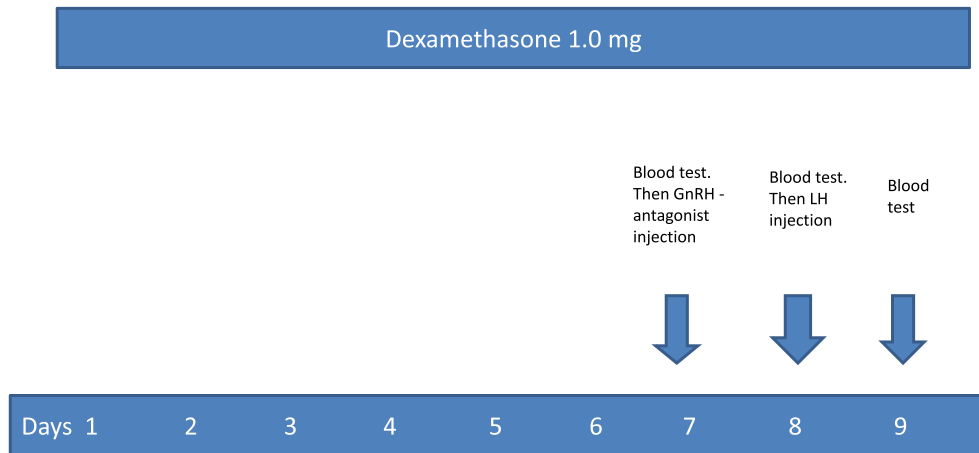 Dexamethasone 1.0 mg
Blood test.
Then GnRH -
antagonist
injection
Blood test.
Then LH
injection
Blood
test
Days 1 2 3 4 5 6 7 8 9